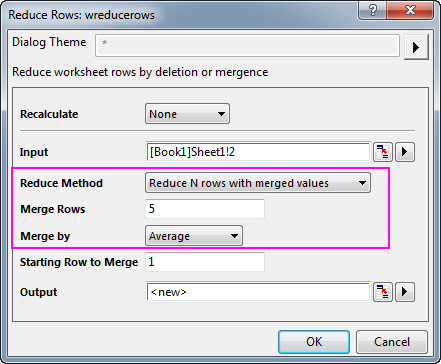 Reduce Rows: wreducerows
Dialog Theme *
Reduce worksheet rows by deletion or mergence
Recalculate None
Input [Book1]Sheet1!2
Reduce Method Reduce N rows with merged values
Merge Rows 5
Merge by Average
Starting Row to Merge 1
Output <new>
OK Cancel